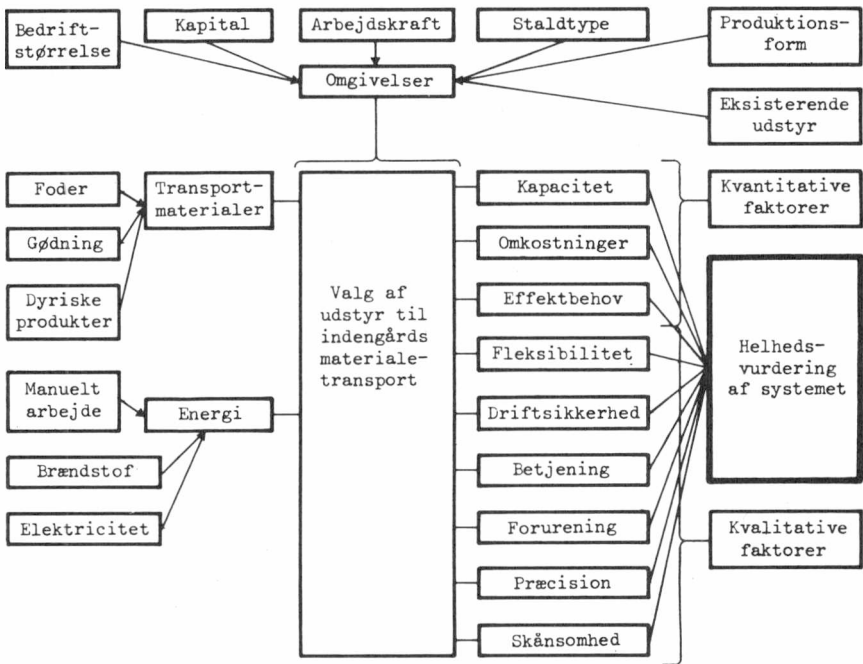 Bedrift-
størrelse
Kapital
Arbejdskraft
Staldtype
Produktions-
form
Omgivelser
Eksisterende
udstyr
Foder
Gødning
Dyriske
produkter
Transport-
materialer
Manuelt
arbejde
Brændstof
Elektricitet
Energi
Valg af
udstyr til
indengårds
materiale-
transport
Kapacitet
Omkostninger
Effektbehov
Fleksibilitet
Driftsikkerhed
Betjening
Forurening
Præcision
Skånsomhed
Kvantitative
faktorer
Helheds-
vurdering
af systemet
Kvalitative
faktorer